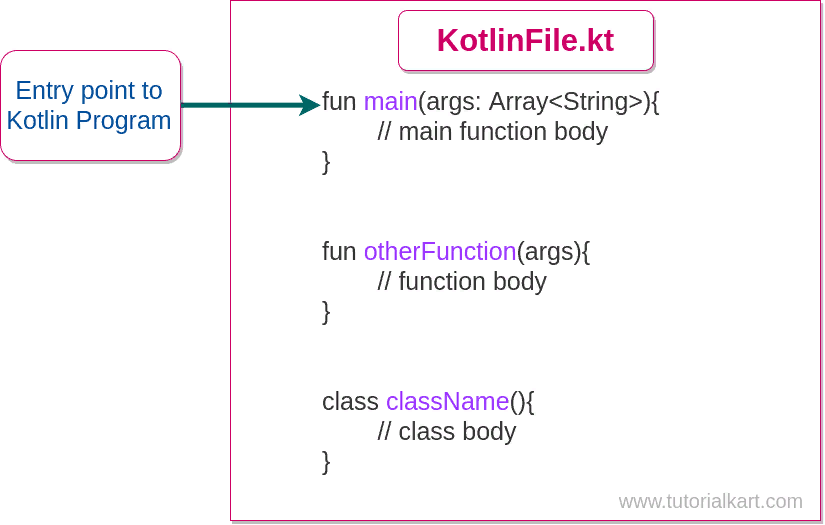 KotlinFile.kt
Entry point to
Kotlin Program
fun main(args: Array<String>){
// main function body
}
fun otherFunction(args){
// function body
}
class className(){
// class body
}
www.tutorialkart.com